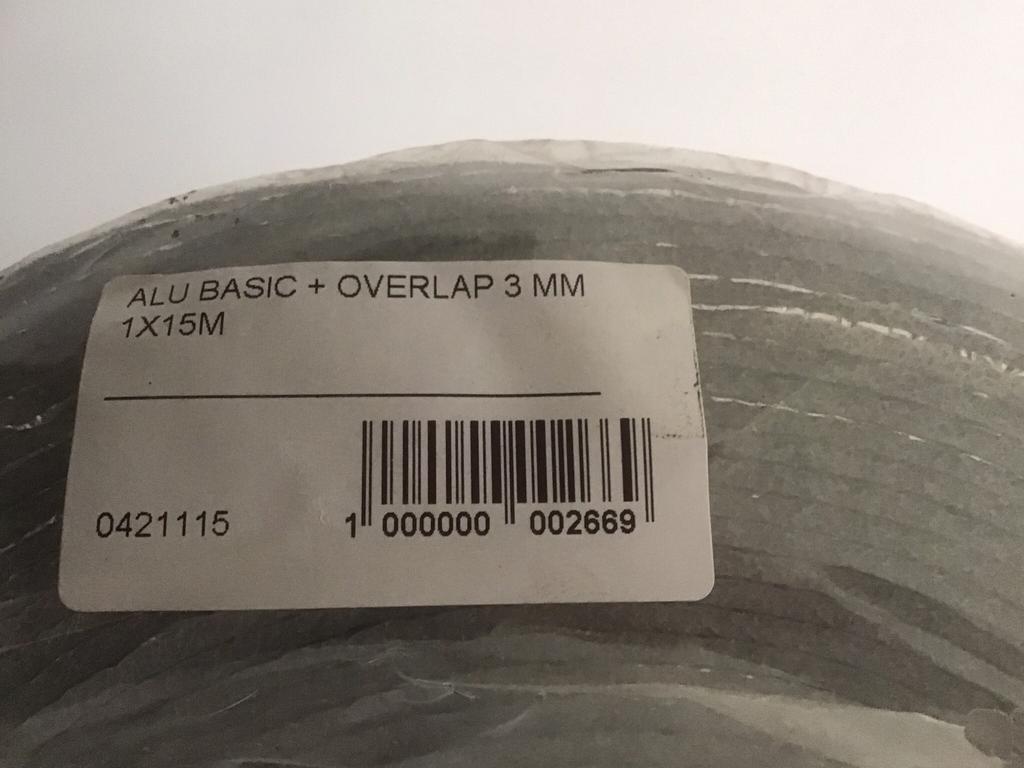 ALU BASIC + OVERLAP 3 MM
1X15M
0421115
1 000000 002669